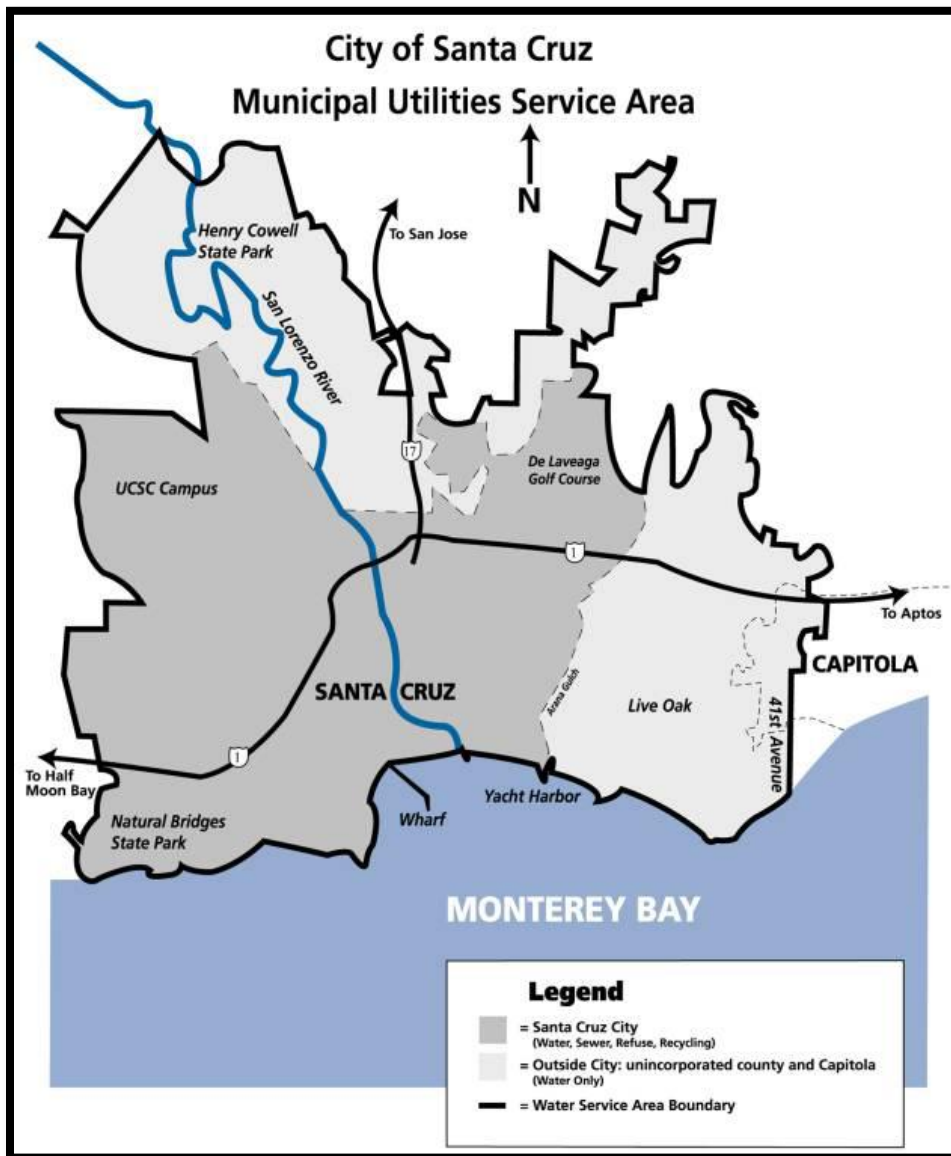 City of Santa Cruz
Municipal Utilities Service Area
N
To San Jose
Henry Cowell
State Park
San Lorenzo River
17
De Laveaga
Golf Course
UCSC Campus
1
To Aptos
CAPITOLA
SANTA CRUZ
Arana Gulch
Live Oak
41st Avenue
1
To Half
Moon Bay
Natural Bridges
State Park
Wharf
Yacht Harbor
MONTEREY BAY
Legend
= Santa Cruz City
(Water, Sewer, Refuse, Recycling)
= Outside City: unincorporated county and Capitola
(Water Only)
= Water Service Area Boundary